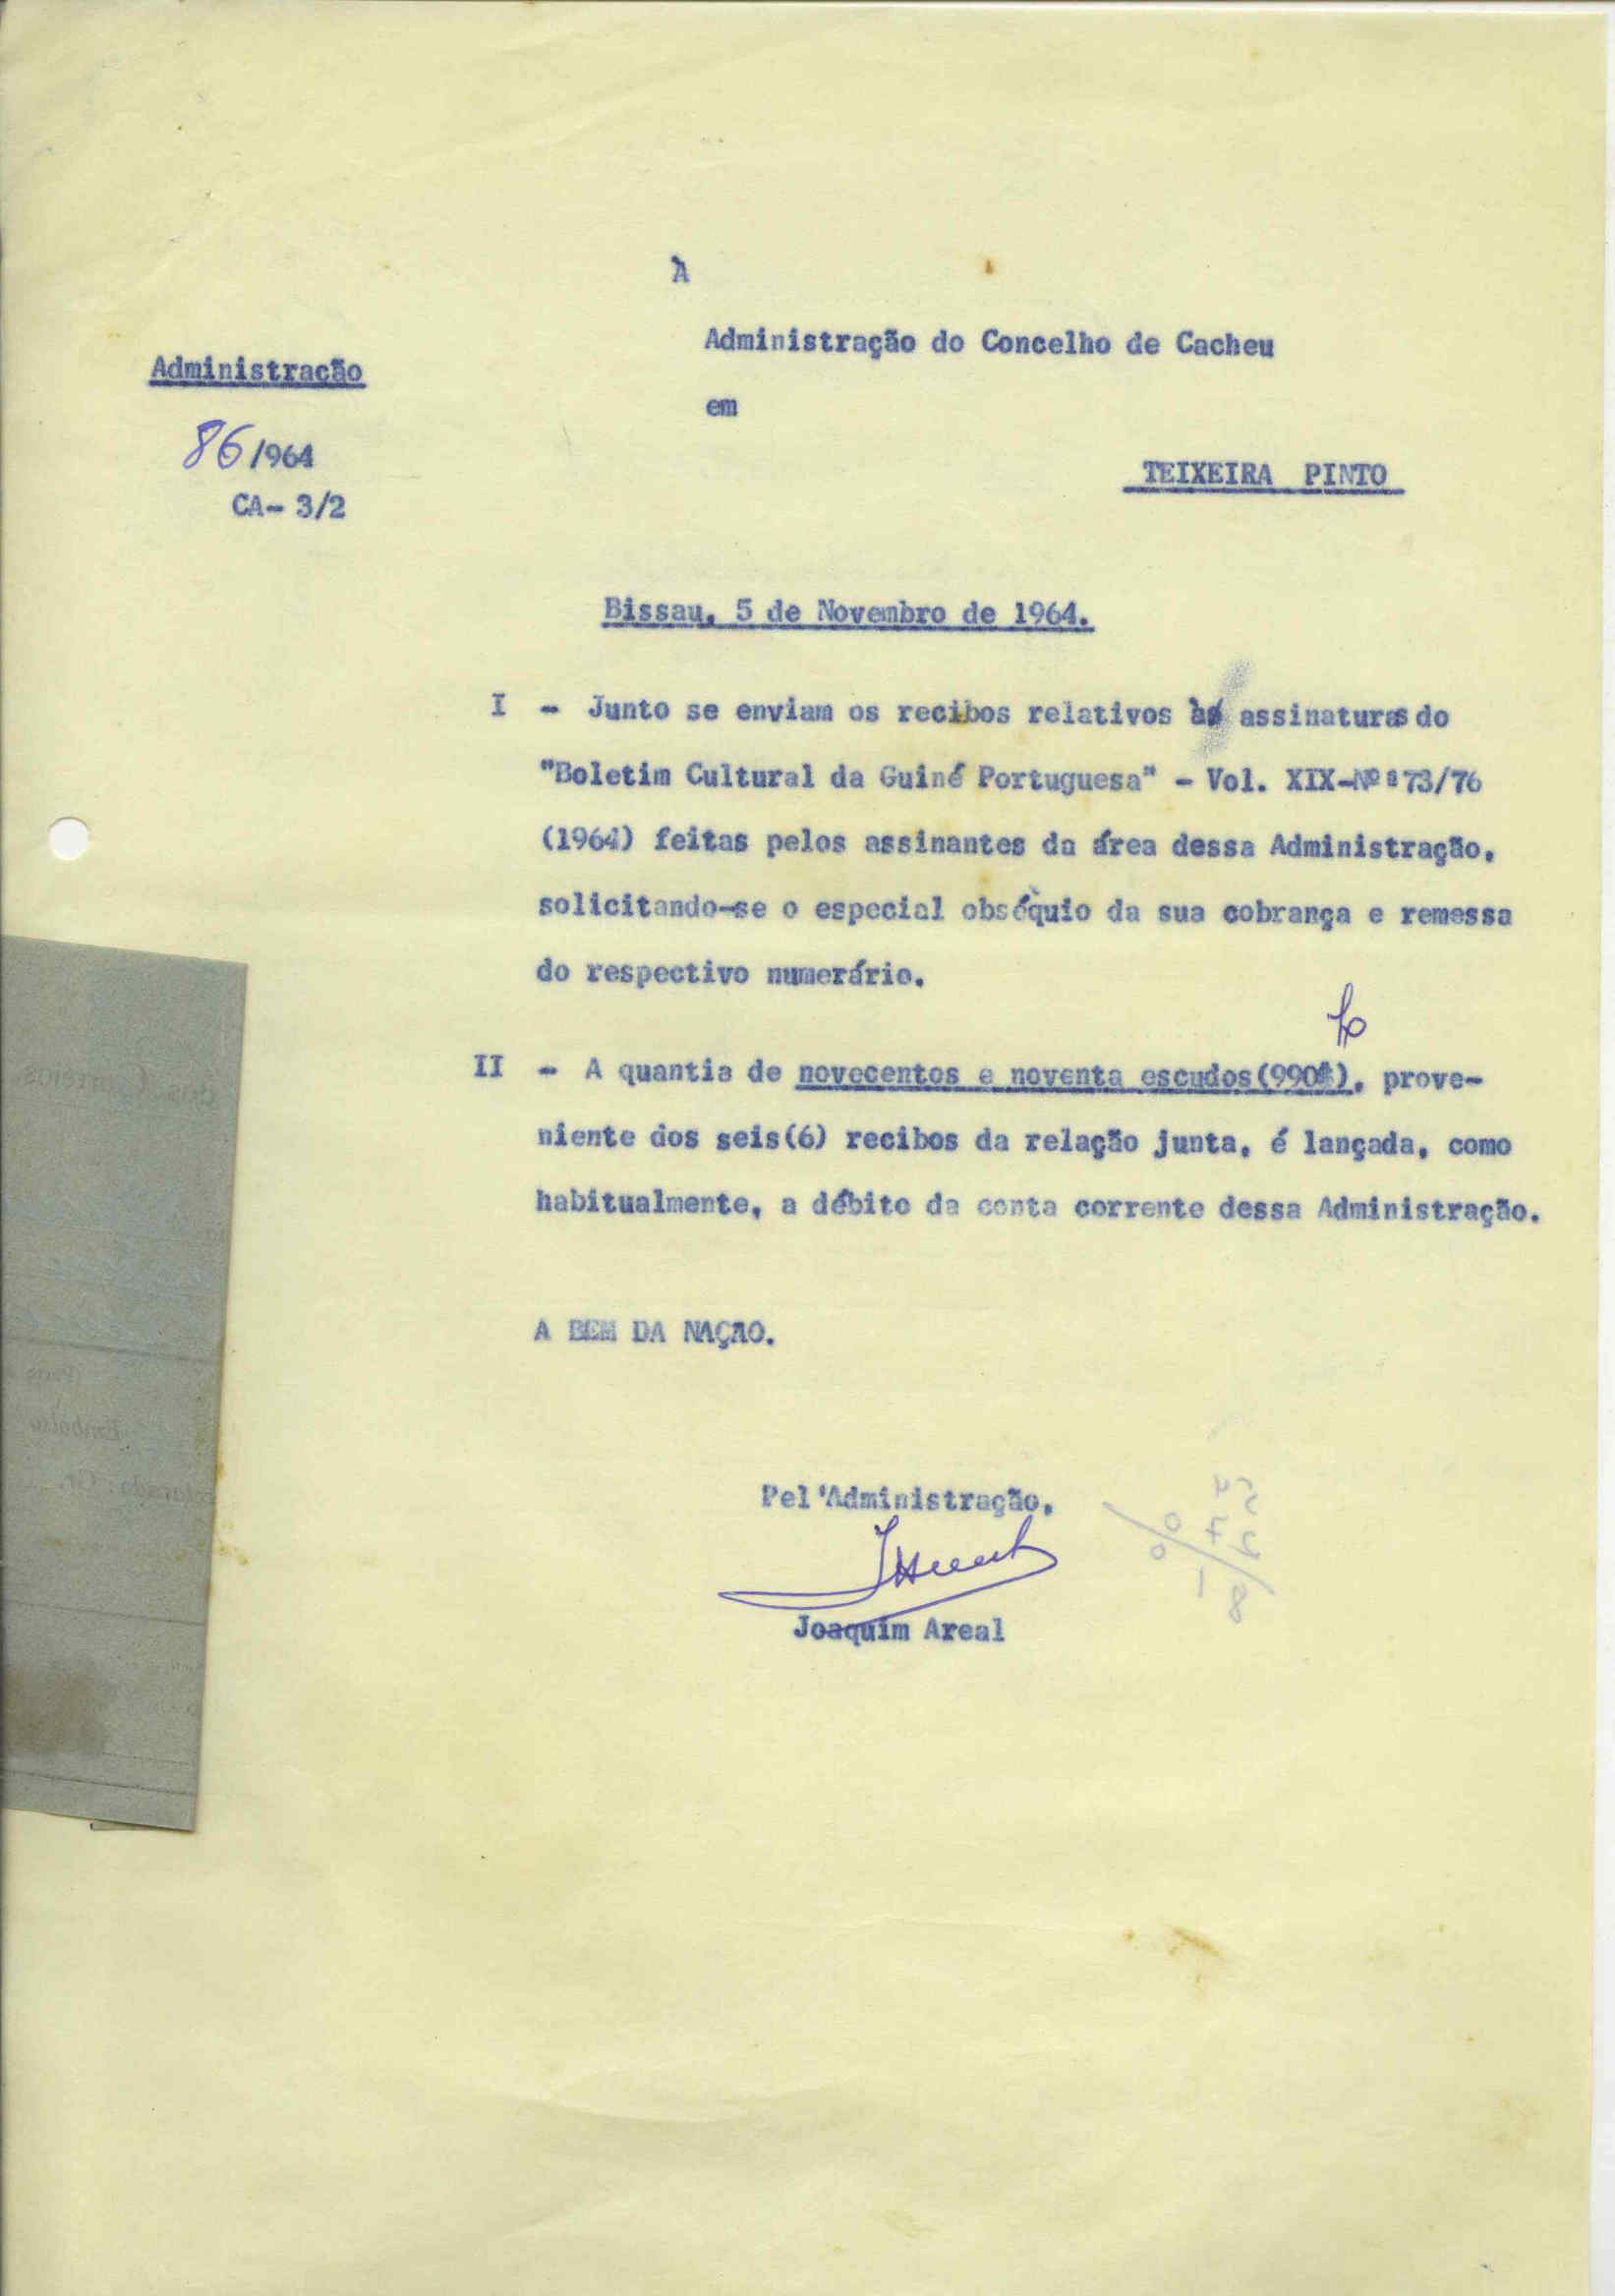 À
Administração do Concelho de Cacheu
em
TEIXEIRA PINTO
Administração
86/964
CA- 3/2
Bissau, 5 de Novembro de 1964.
I - Junto se enviam os recibos relativos às assinaturas do
"Boletim Cultural da Guiné Portuguesa" - Vol. XIX-Nºs 73/76
(1964) feitas pelos assinantes da área dessa Administração,
solicitando-se o especial obséquio da sua cobrança e remessa
do respectivo numerário.
II - A quantia de novecentos e noventa escudos(990$), prove-
niente dos seis(6) recibos da relação junta, é lançada, como
habitualmente, a débito da conta corrente dessa Administração.
A BEM DA NAÇAO.
Pel'Administração,
Joaquim Areal